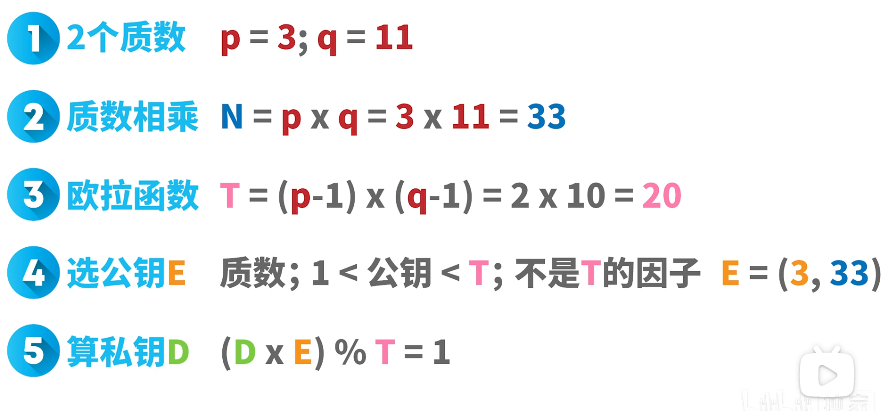 1 2个质数 p = 3; q = 11
2 质数相乘 N = p x q = 3 x 11 = 33
3 欧拉函数 T = (p-1) x (q-1) = 2 x 10 = 20
4 选公钥E 质数; 1 < 公钥 < T; 不是T的因子 E = (3, 33)
5 算私钥D (D x E) % T = 1